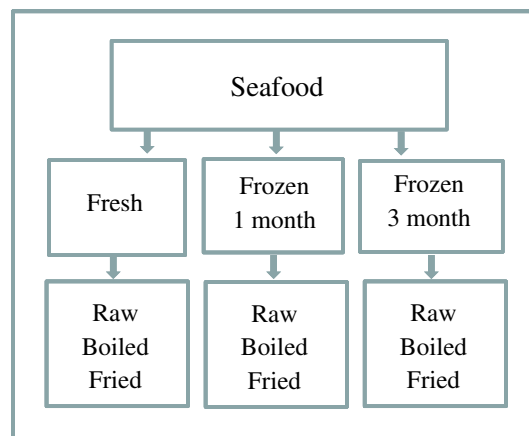 Seafood
Fresh
Frozen
1 month
Frozen
3 month
Raw
Boiled
Fried
Raw
Boiled
Fried
Raw
Boiled
Fried